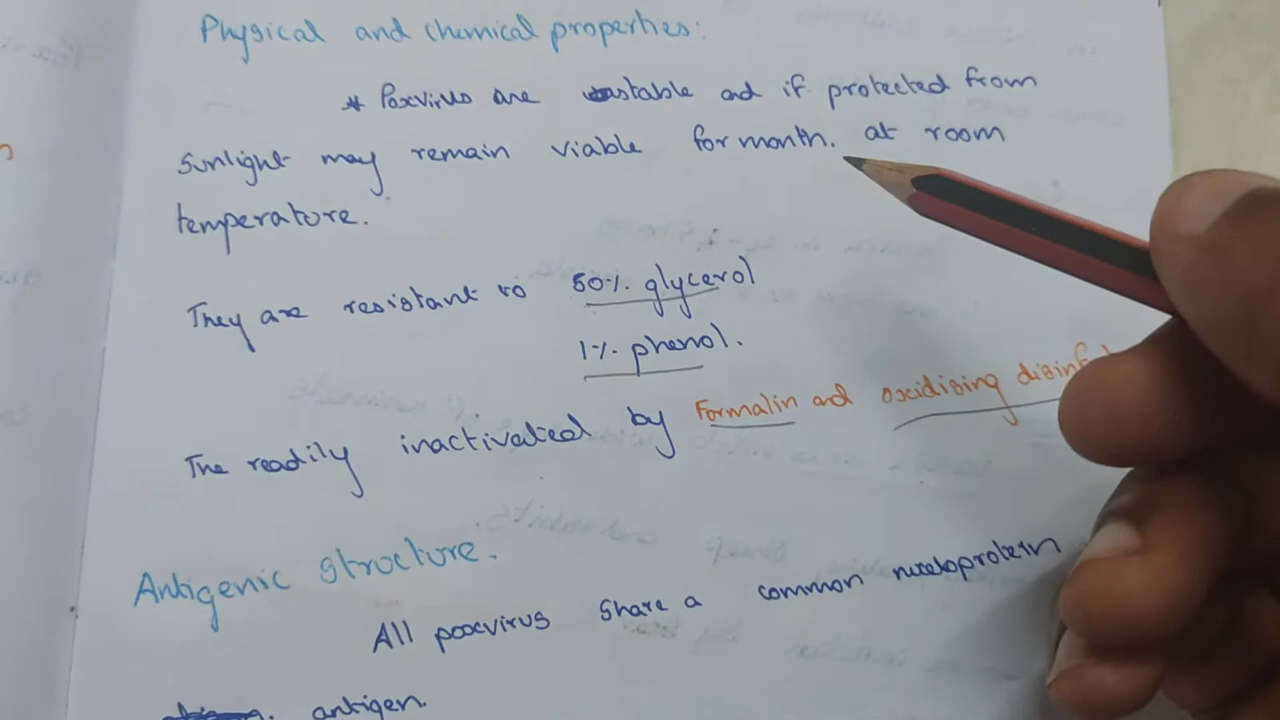 Physical and chemical properties:
* Poxvirus are stable and if protected from
sunlight may remain viable for month. at room
temperature.
They are resistant to 50%. glycerol
1%. phenol.
The readily inactivated by Formalin and oxidising
Antigenic structure.
All poxvirus share a common nucleoprotein
antigen.